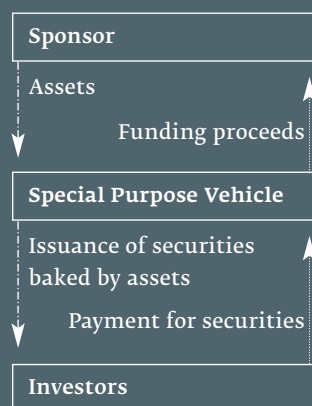 Sponsor
Assets
Funding proceeds
Special Purpose Vehicle
Issuance of securities
baked by assets
Payment for securities
Investors